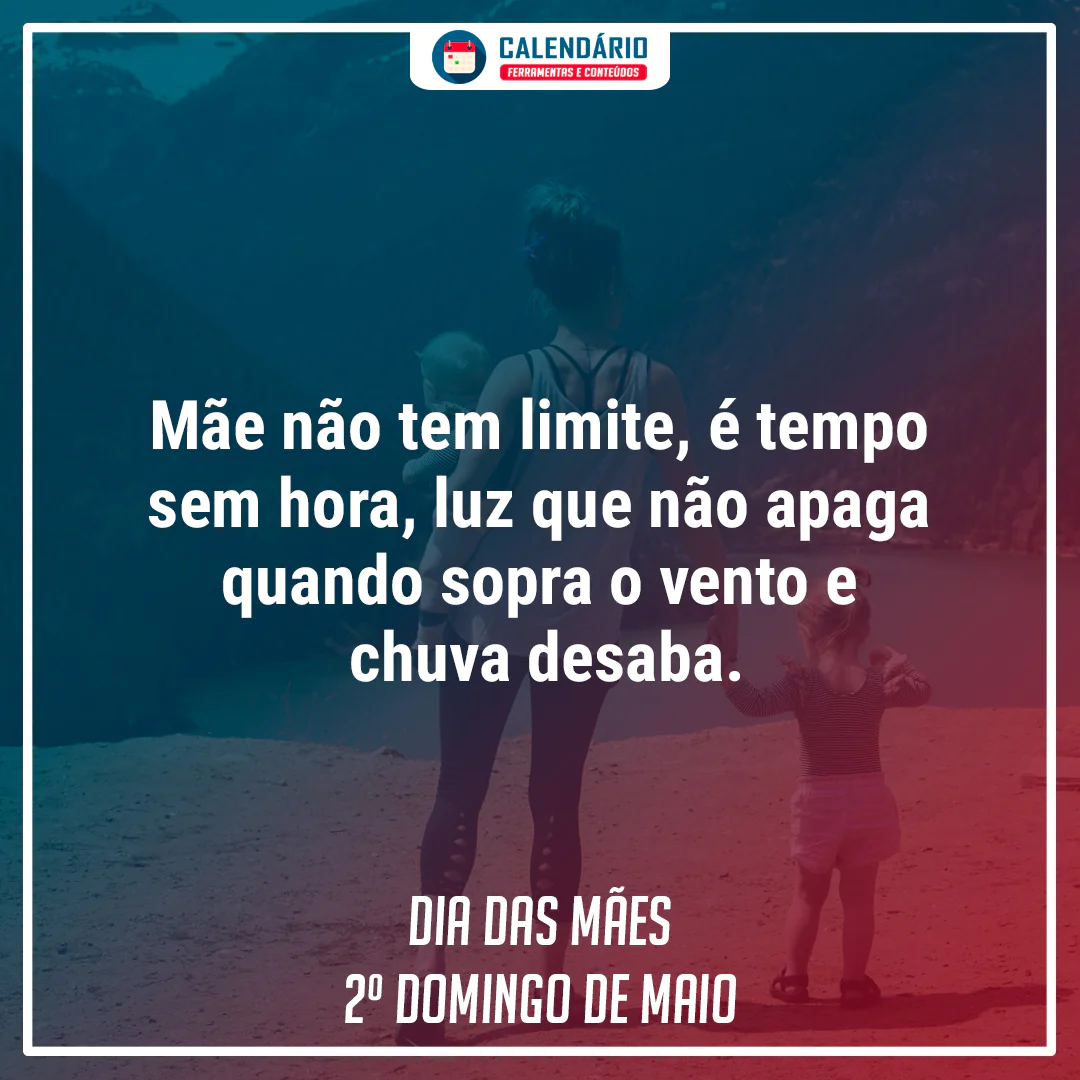 CALENDÁRIO
FERRAMENTAS E CONTEÚDOS
Mãe não tem limite, é tempo
sem hora, luz que não apaga
quando sopra o vento e
chuva desaba.
DIA DAS MÃES
2º DOMINGO DE MAIO